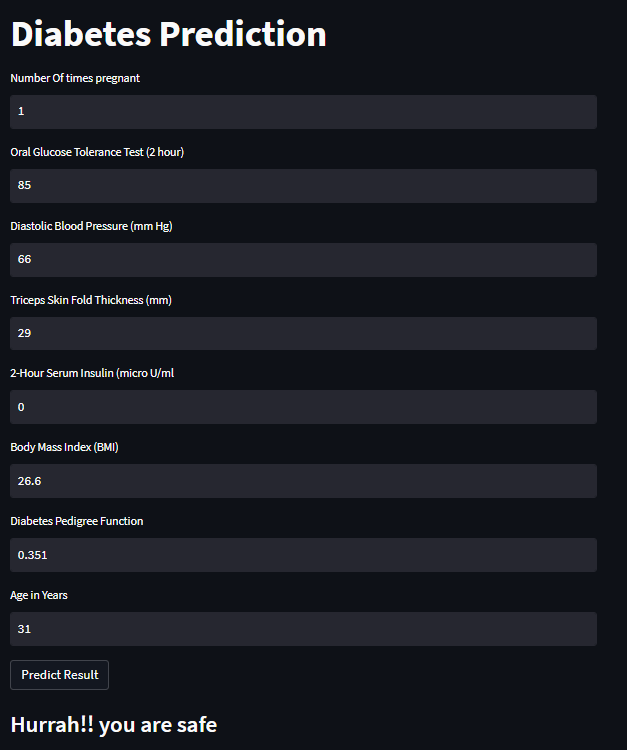 Diabetes Prediction
Number Of times pregnant
1
Oral Glucose Tolerance Test (2 hour)
85
Diastolic Blood Pressure (mm Hg)
66
Triceps Skin Fold Thickness (mm)
29
2-Hour Serum Insulin (micro U/ml
0
Body Mass Index (BMI)
26.6
Diabetes Pedigree Function
0.351
Age in Years
31
Predict Result
Hurrah!! you are safe